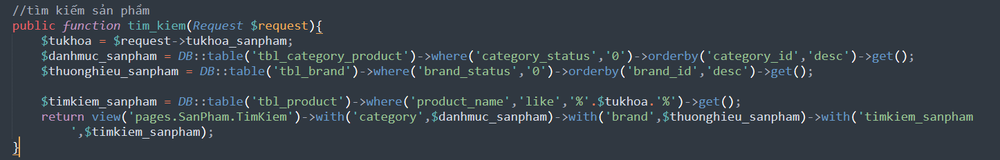 //tìm kiếm sản phẩm
public function tim_kiem(Request $request){
    $tukhoa = $request->tukhoa_sanpham;
    $danhmuc_sanpham = DB::table('tbl_category_product')->where('category_status','0')->orderby('category_id','desc')->get();
    $thuonghieu_sanpham = DB::table('tbl_brand')->where('brand_status','0')->orderby('brand_id','desc')->get();

    $timkiem_sanpham = DB::table('tbl_product')->where('product_name','like','%'.$tukhoa.'%')->get();
    return view('pages.SanPham.TimKiem')->with('category',$danhmuc_sanpham)->with('brand',$thuonghieu_sanpham)->with('timkiem_sanpham
        ',$timkiem_sanpham);
}